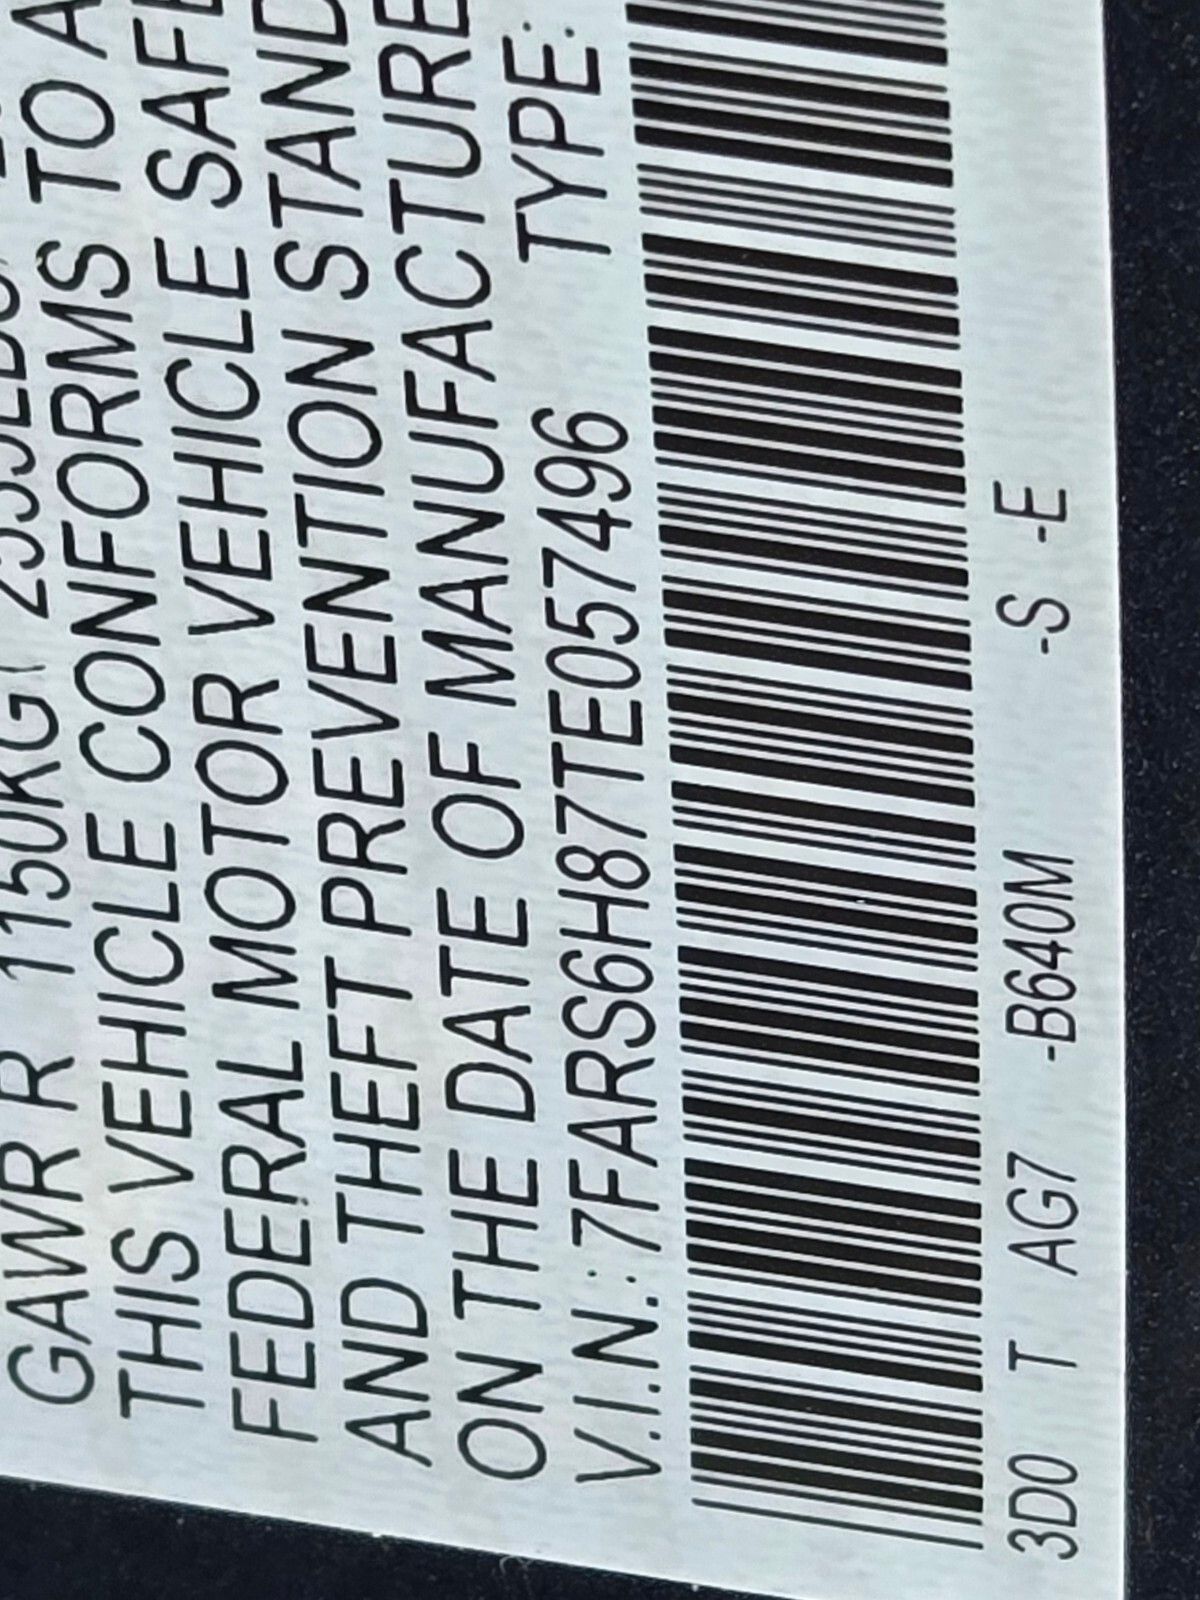 GAWR R 1150KG(
THIS VEHICLE CONFORMS TO A
FEDERAL MOTOR VEHICLE SAFE
AND THEFT PREVENTION STAND
ON THE DATE OF MANUFACTURE
V.I.N.: 7FARS6H87TE057496 TYPE:
3D0 T AG7 -B640M -S -E